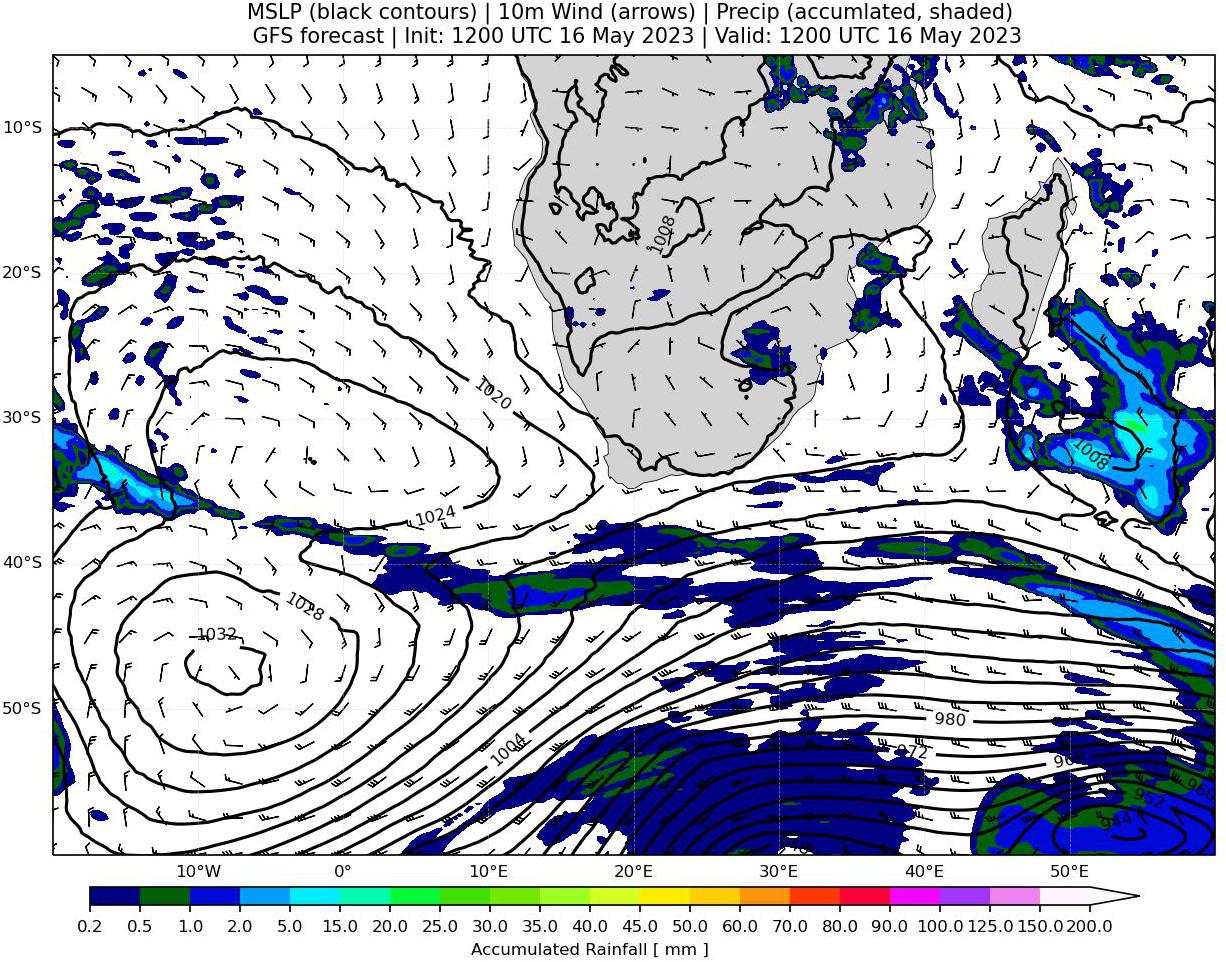 MSLP (black contours) | 10m Wind (arrows) | Precip (accumlated, shaded)
GFS forecast | Init: 1200 UTC 16 May 2023 | Valid: 1200 UTC 16 May 2023
10°S
20°S
30°S
40°S
50°S
1008
1020
1008
1024
1028
1032
1004
980
972
952
944
10°W 0° 10°E 20°E 30°E 40°E 50°E
0.2 0.5 1.0 2.0 5.0 15.0 20.0 25.0 30.0 35.0 40.0 45.0 50.0 60.0 70.0 80.0 90.0 100.0 125.0 150.0 200.0
Accumulated Rainfall [ mm ]